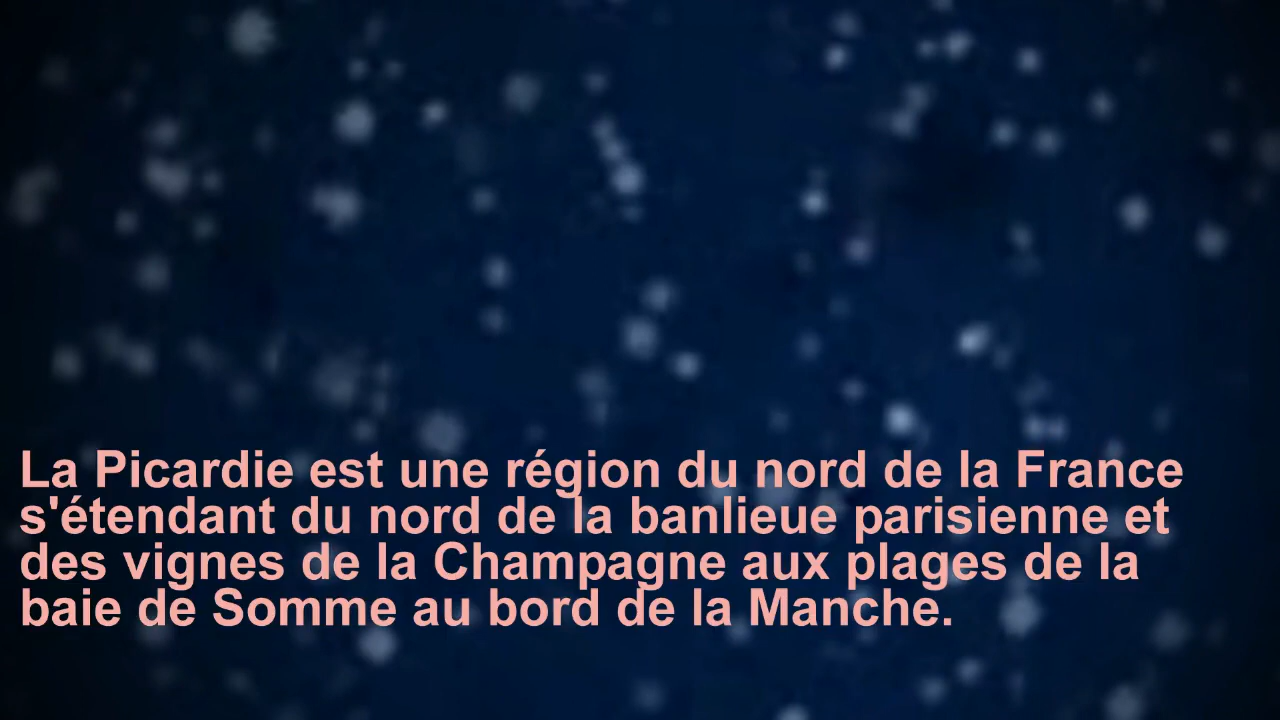 La Picardie est une région du nord de la France
s'étendant du nord de la banlieue parisienne et
des vignes de la Champagne aux plages de la
baie de Somme au bord de la Manche.